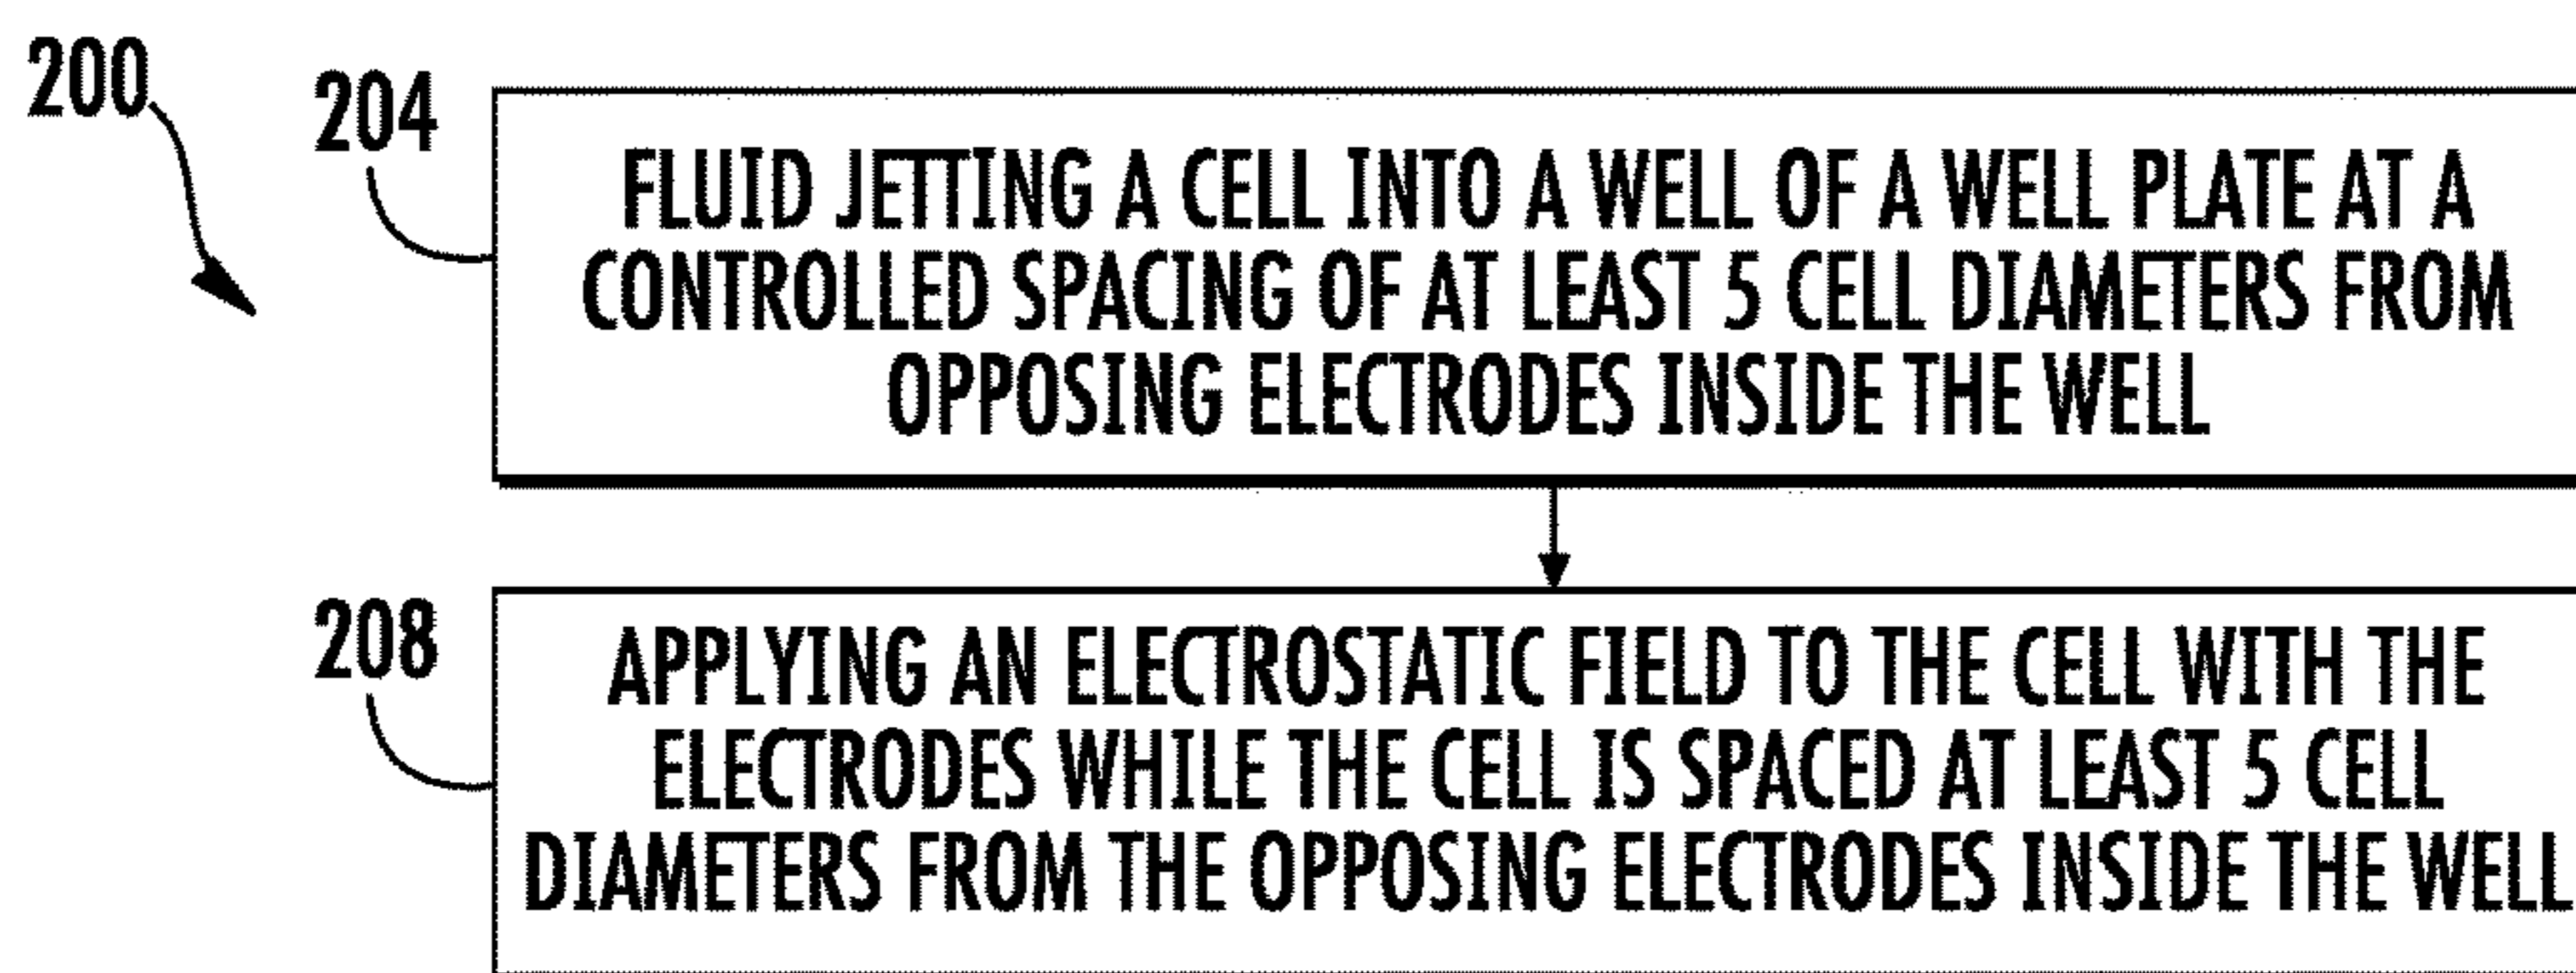 200
204
FLUID JETTING A CELL INTO A WELL OF A WELL PLATE AT A
CONTROLLED SPACING OF AT LEAST 5 CELL DIAMETERS FROM
OPPOSING ELECTRODES INSIDE THE WELL
208
APPLYING AN ELECTROSTATIC FIELD TO THE CELL WITH THE
ELECTRODES WHILE THE CELL IS SPACED AT LEAST 5 CELL
DIAMETERS FROM THE OPPOSING ELECTRODES INSIDE THE WELL